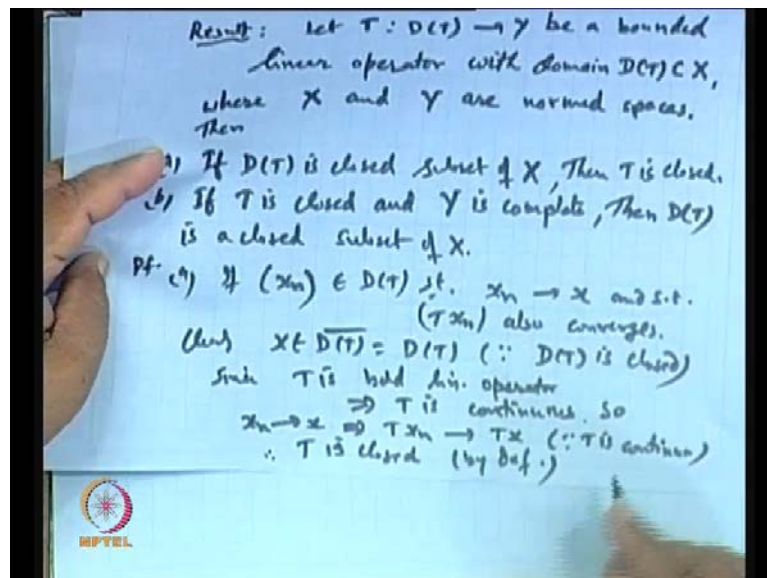 Result: Let T: D(T) → Y be a bounded
linear operator with domain D(T) ⊂ X,
where X and Y are normed spaces.
Then
(a) If D(T) is closed subset of X, Then T is closed.
(b) If T is closed and Y is complete, Then D(T)
is a closed subset of X.
Pf. (a) If (xn) ∈ D(T) st. xn → x and s.t.
(Txn) also converges.
x ∈ \overline{D(T)} = D(T) (∵ D(T) is closed)
T is bdd lin. operator
⇒ T is continuous. So
xn → x ⇒ Txn → Tx (∵ T is continuous)
∴ T is closed (by Def.)
NPTEL